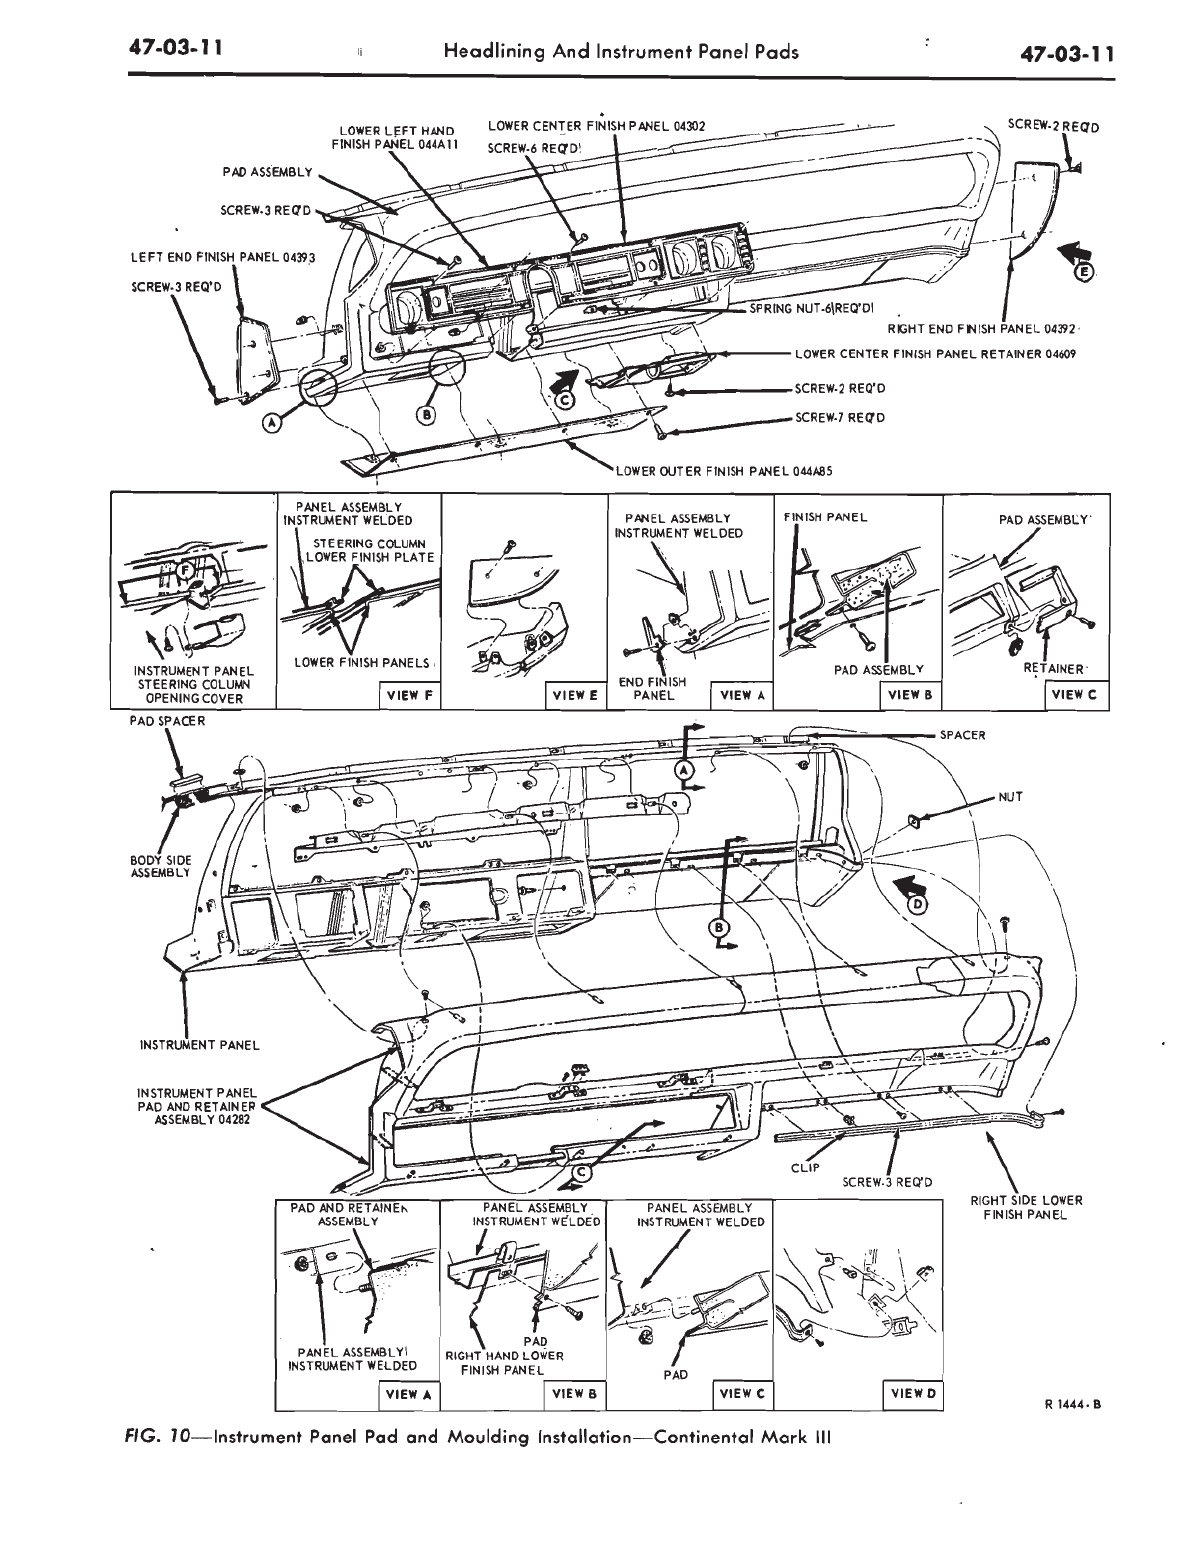 47-03-11
Headlining And Instrument Panel Pads
47-03-11
LOWER LEFT HAND
FINISH PANEL 044A11
LOWER CENTER FINISH PANEL 04302
SCREW-6 REQ'D
SCREW-2 REQ'D
PAD ASSEMBLY
SCREW-3 REQ'D
LEFT END FINISH PANEL 04393
SCREW-3 REQ'D
E
SPRING NUT-6 REQ'D
RIGHT END FINISH PANEL 04392
LOWER CENTER FINISH PANEL RETAINER 04609
SCREW-2 REQ'D
SCREW-7 REQ'D
A
B
C
LOWER OUTER FINISH PANEL 044A85
F
INSTRUMENT PANEL
STEERING COLUMN
OPENING COVER
PANEL ASSEMBLY
INSTRUMENT WELDED
STEERING COLUMN
LOWER FINISH PLATE
LOWER FINISH PANELS
VIEW F
VIEW E
PANEL ASSEMBLY
INSTRUMENT WELDED
END FINISH
PANEL
VIEW A
FINISH PANEL
PAD ASSEMBLY
VIEW B
PAD ASSEMBLY
RETAINER
VIEW C
PAD SPACER
SPACER
A
NUT
BODY SIDE
ASSEMBLY
D
B
INSTRUMENT PANEL
INSTRUMENT PANEL
PAD AND RETAINER
ASSEMBLY 04282
C
CLIP
SCREW-3 REQ'D
RIGHT SIDE LOWER
FINISH PANEL
PAD AND RETAINER
ASSEMBLY
PANEL ASSEMBLY
INSTRUMENT WELDED
VIEW A
PANEL ASSEMBLY
INSTRUMENT WELDED
PAD
RIGHT HAND LOWER
FINISH PANEL
VIEW B
PANEL ASSEMBLY
INSTRUMENT WELDED
PAD
VIEW C
VIEW D
R 1444-B
FIG. 10—Instrument Panel Pad and Moulding Installation—Continental Mark III